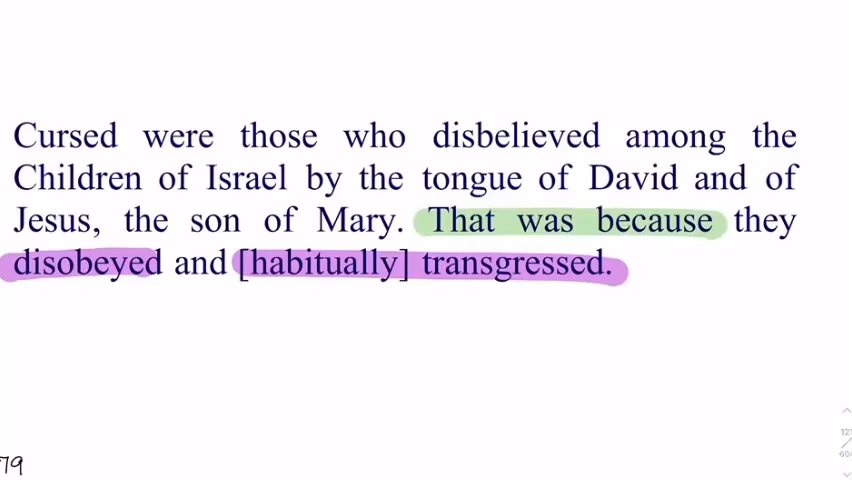 Cursed were those who disbelieved among the
Children of Israel by the tongue of David and of
Jesus, the son of Mary. That was because they
disobeyed and [habitually] transgressed.
79